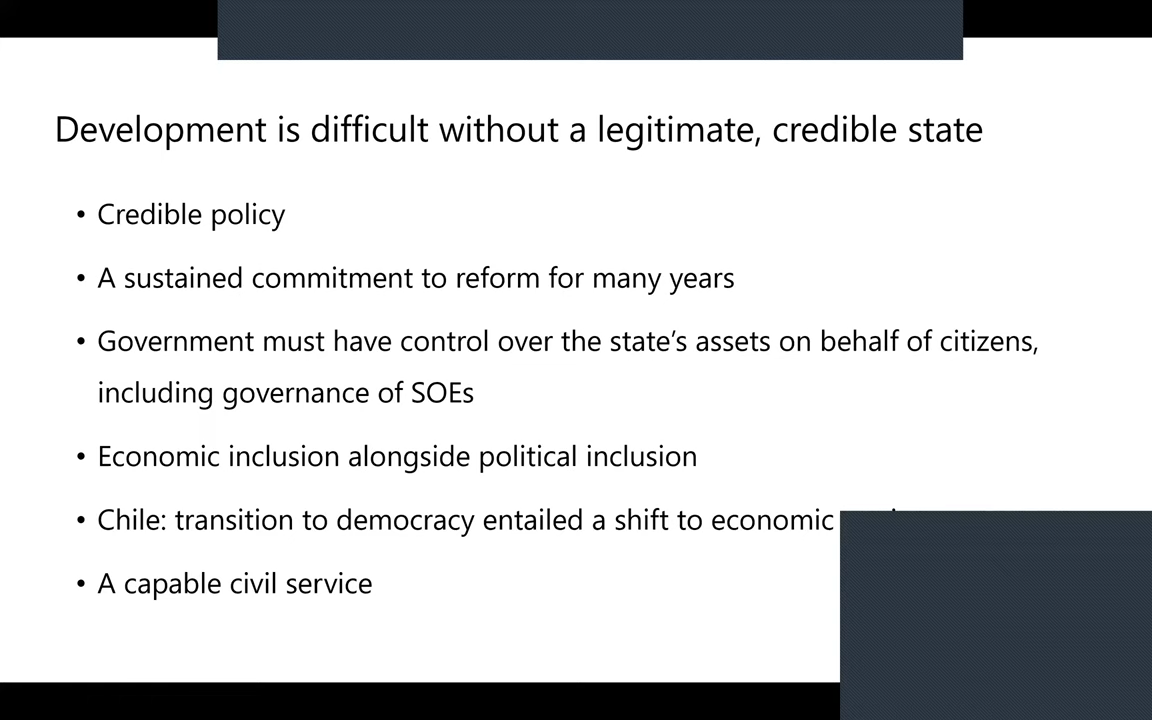 Development is difficult without a legitimate, credible state
• Credible policy
• A sustained commitment to reform for many years
• Government must have control over the state’s assets on behalf of citizens,
including governance of SOEs
• Economic inclusion alongside political inclusion
• Chile: transition to democracy entailed a shift to economic
• A capable civil service